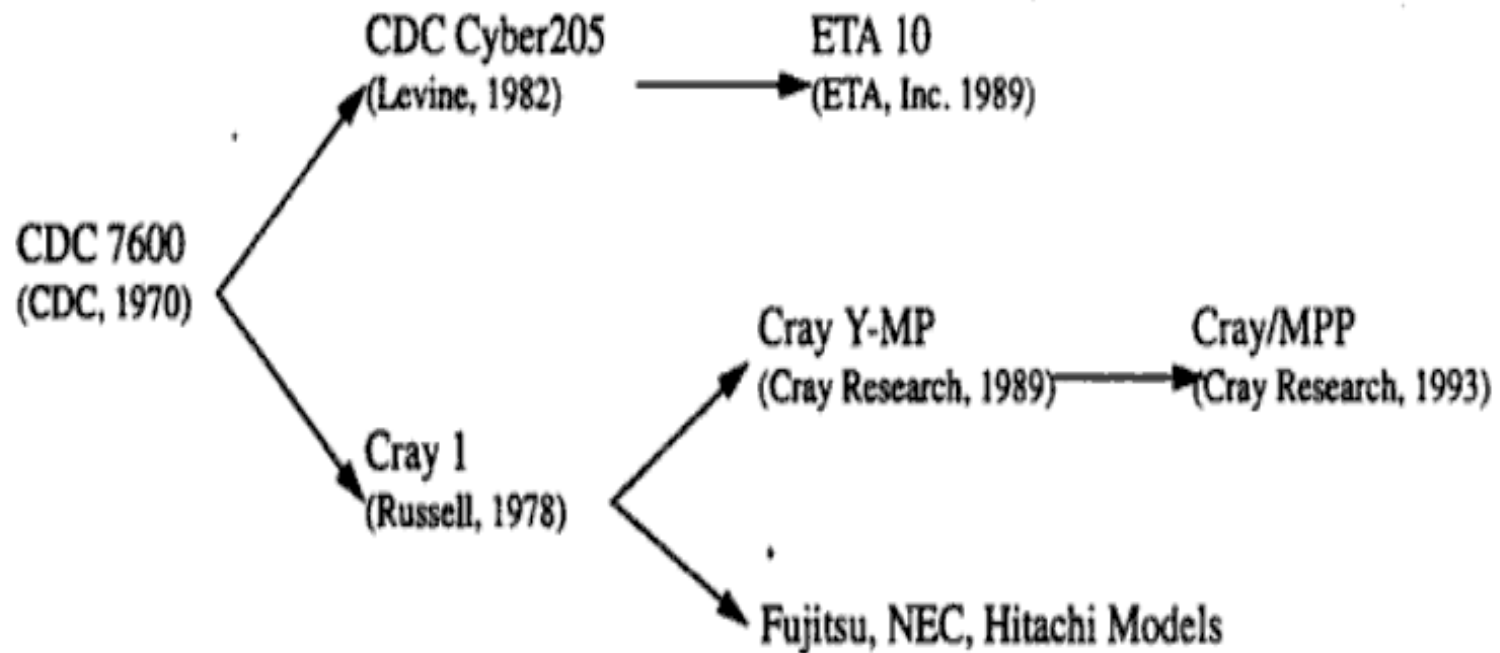 CDC Cyber205
(Levine, 1982)
ETA 10
(ETA, Inc. 1989)
CDC 7600
(CDC, 1970)
Cray Y-MP
(Cray Research, 1989)
Cray/MPP
(Cray Research, 1993)
Cray 1
(Russell, 1978)
Fujitsu, NEC, Hitachi Models